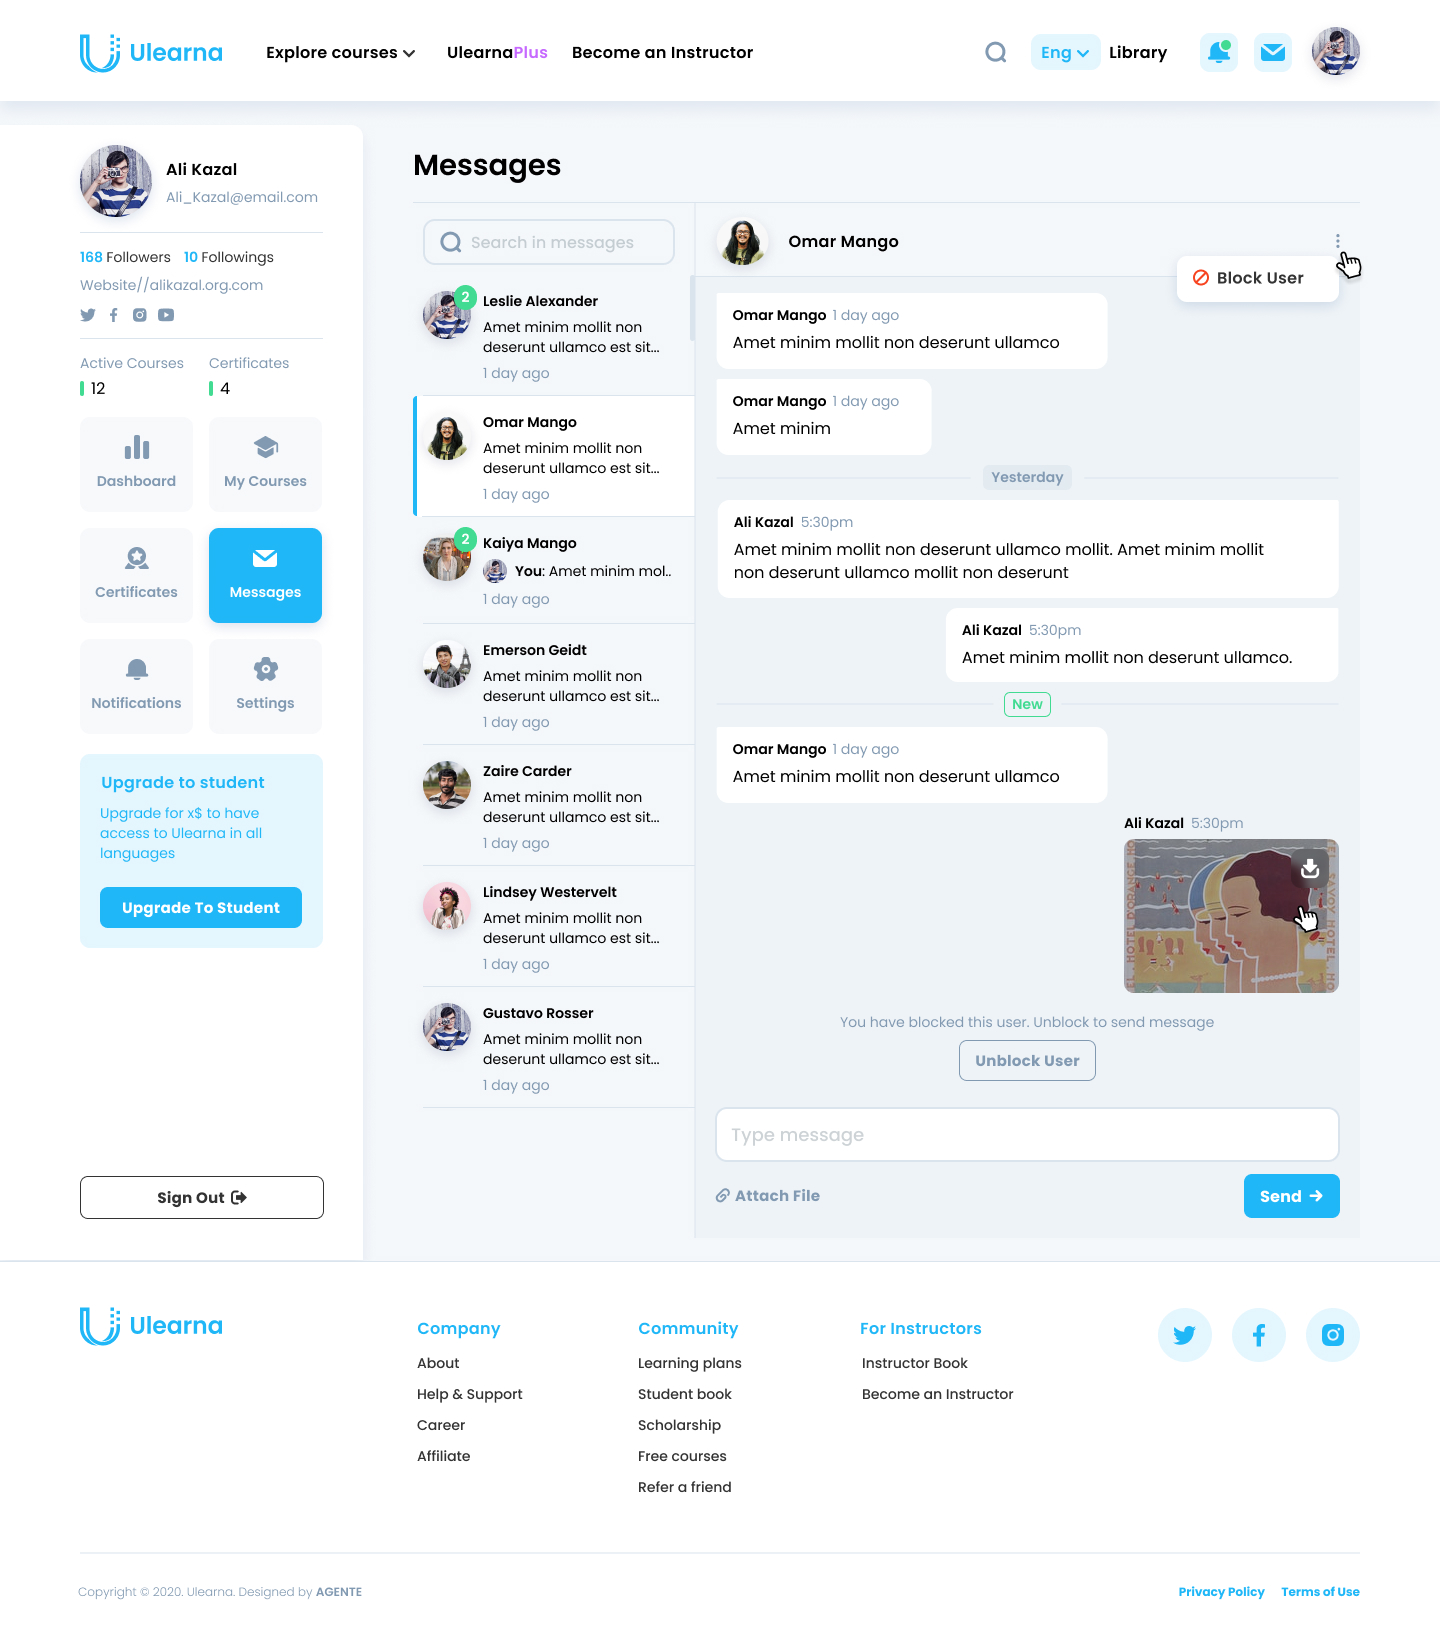 Ulearna
Explore courses
UlearnaPlus
Become an Instructor
Eng
Library
Ali Kazal
Ali_Kazal@email.com
168 Followers 10 Followings
Website//alikazal.org.com
Active Courses
12
Certificates
4
Dashboard
My Courses
Certificates
Messages
Notifications
Settings
Upgrade to student
Upgrade for x$ to have
access to Ulearna in all
languages
Upgrade To Student
Sign Out
Messages
Search in messages
2
Leslie Alexander
Amet minim mollit non
deserunt ullamco est sit...
1 day ago
Omar Mango
Amet minim mollit non
deserunt ullamco est sit...
1 day ago
2
Kaiya Mango
You: Amet minim mol..
1 day ago
Emerson Geidt
Amet minim mollit non
deserunt ullamco est sit...
1 day ago
Zaire Carder
Amet minim mollit non
deserunt ullamco est sit...
1 day ago
Lindsey Westervelt
Amet minim mollit non
deserunt ullamco est sit...
1 day ago
Gustavo Rosser
Amet minim mollit non
deserunt ullamco est sit...
1 day ago
Omar Mango
Block User
Omar Mango 1 day ago
Amet minim mollit non deserunt ullamco
Omar Mango 1 day ago
Amet minim
Yesterday
Ali Kazal 5:30pm
Amet minim mollit non deserunt ullamco mollit. Amet minim mollit
non deserunt ullamco mollit non deserunt
Ali Kazal 5:30pm
Amet minim mollit non deserunt ullamco.
New
Omar Mango 1 day ago
Amet minim mollit non deserunt ullamco
Ali Kazal 5:30pm
HOTEL D'ORANGE
SAVOY HOTEL
You have blocked this user. Unblock to send message
Unblock User
Type message
Attach File
Send
Ulearna
Company
About
Help & Support
Career
Affiliate
Community
Learning plans
Student book
Scholarship
Free courses
Refer a friend
For Instructors
Instructor Book
Become an Instructor
Copyright © 2020. Ulearna. Designed by AGENTE
Privacy Policy
Terms of Use